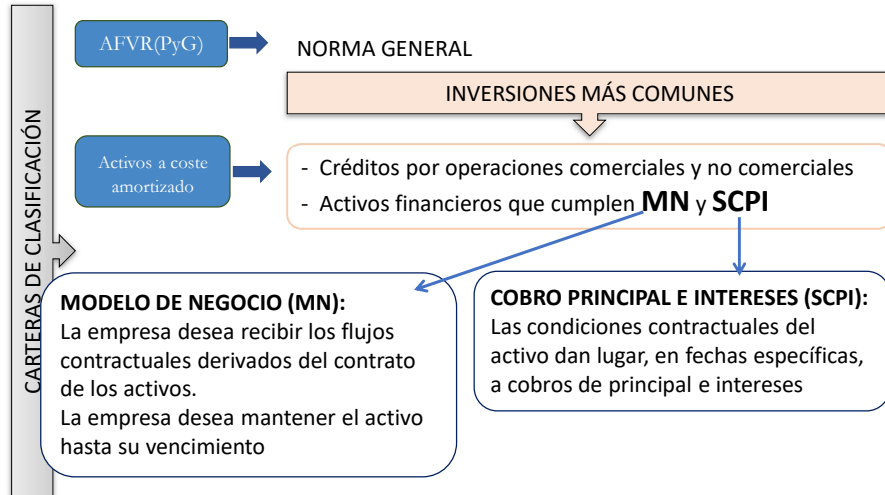 CARTERAS DE CLASIFICACIÓN
AFVR(PyG)
NORMA GENERAL
INVERSIONES MÁS COMUNES
Activos a coste
amortizado
- Créditos por operaciones comerciales y no comerciales
- Activos financieros que cumplen MN y SCPI
MODELO DE NEGOCIO (MN):
La empresa desea recibir los flujos
contractuales derivados del contrato
de los activos.
La empresa desea mantener el activo
hasta su vencimiento
COBRO PRINCIPAL E INTERESES (SCPI):
Las condiciones contractuales del
activo dan lugar, en fechas específicas,
a cobros de principal e intereses